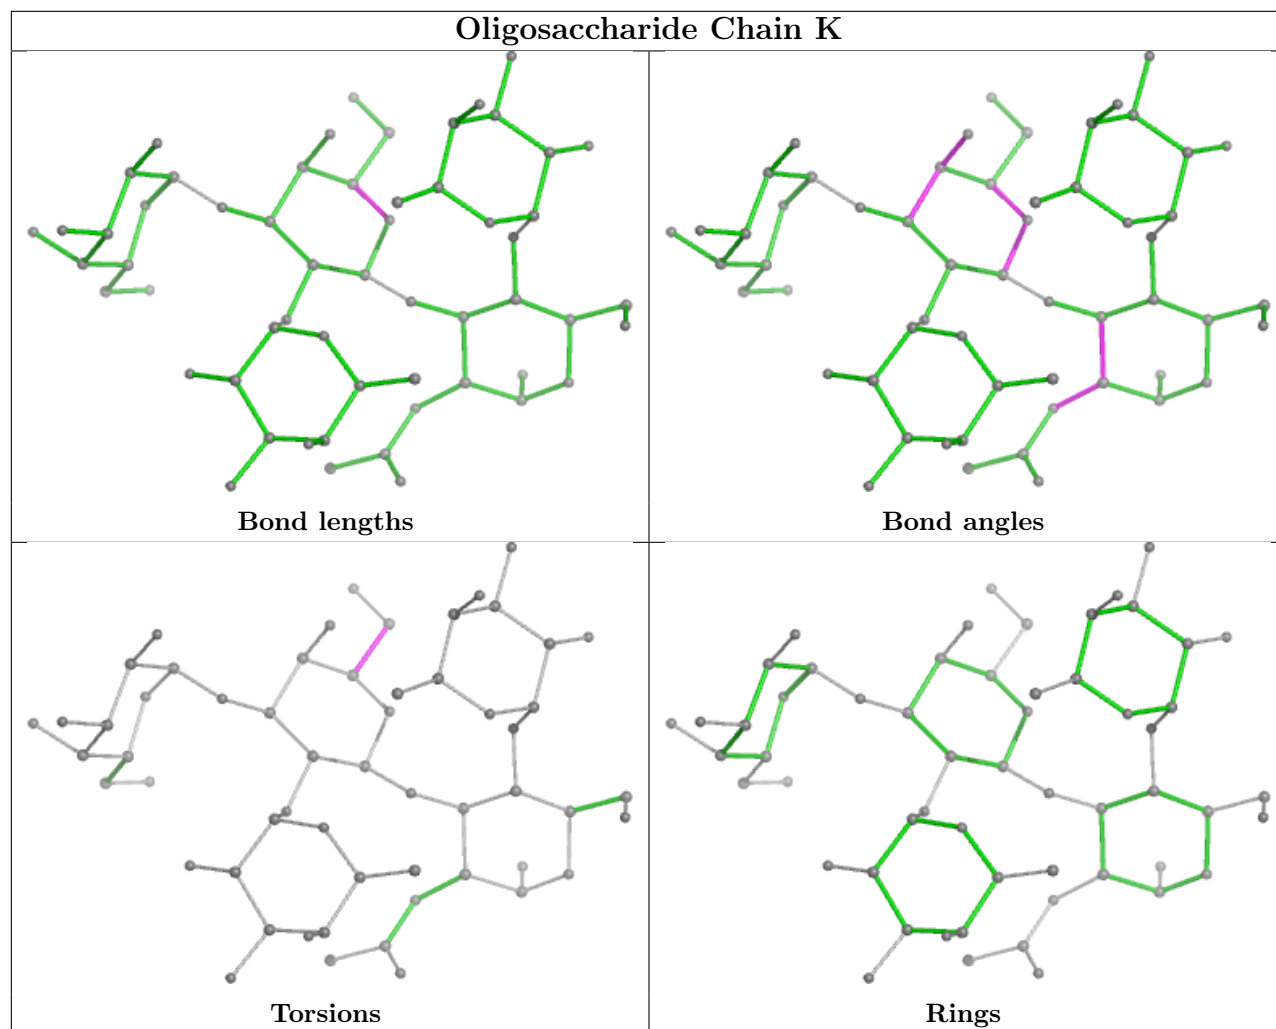 Oligosaccharide Chain K
Bond lengths
Bond angles
Torsions
Rings